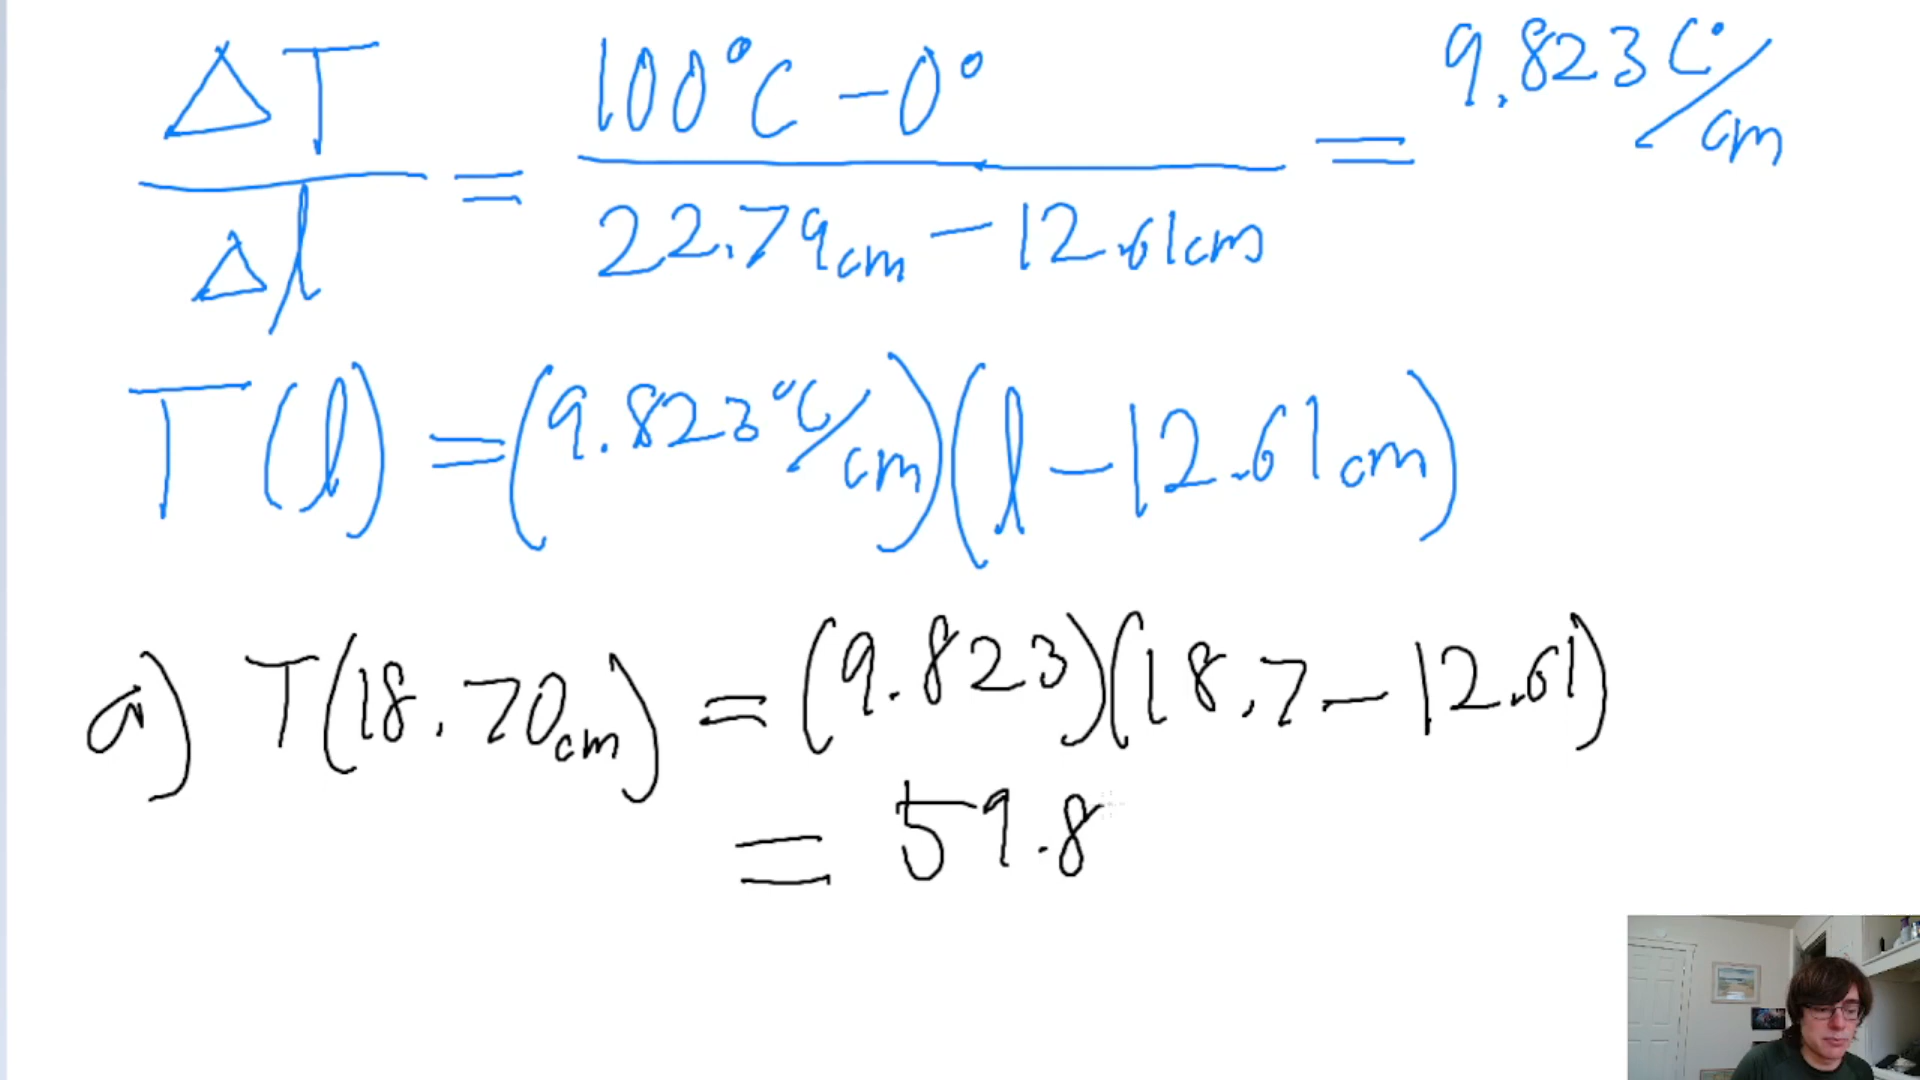 ΔT/Δl = (100°C - 0°)/(22.79cm - 12.61cm) = 9.823 C°/cm
T(l) = (9.823 °C/cm)(l - 12.61cm)
a) T(18.70cm) = (9.823)(18.7 - 12.61)
= 59.8